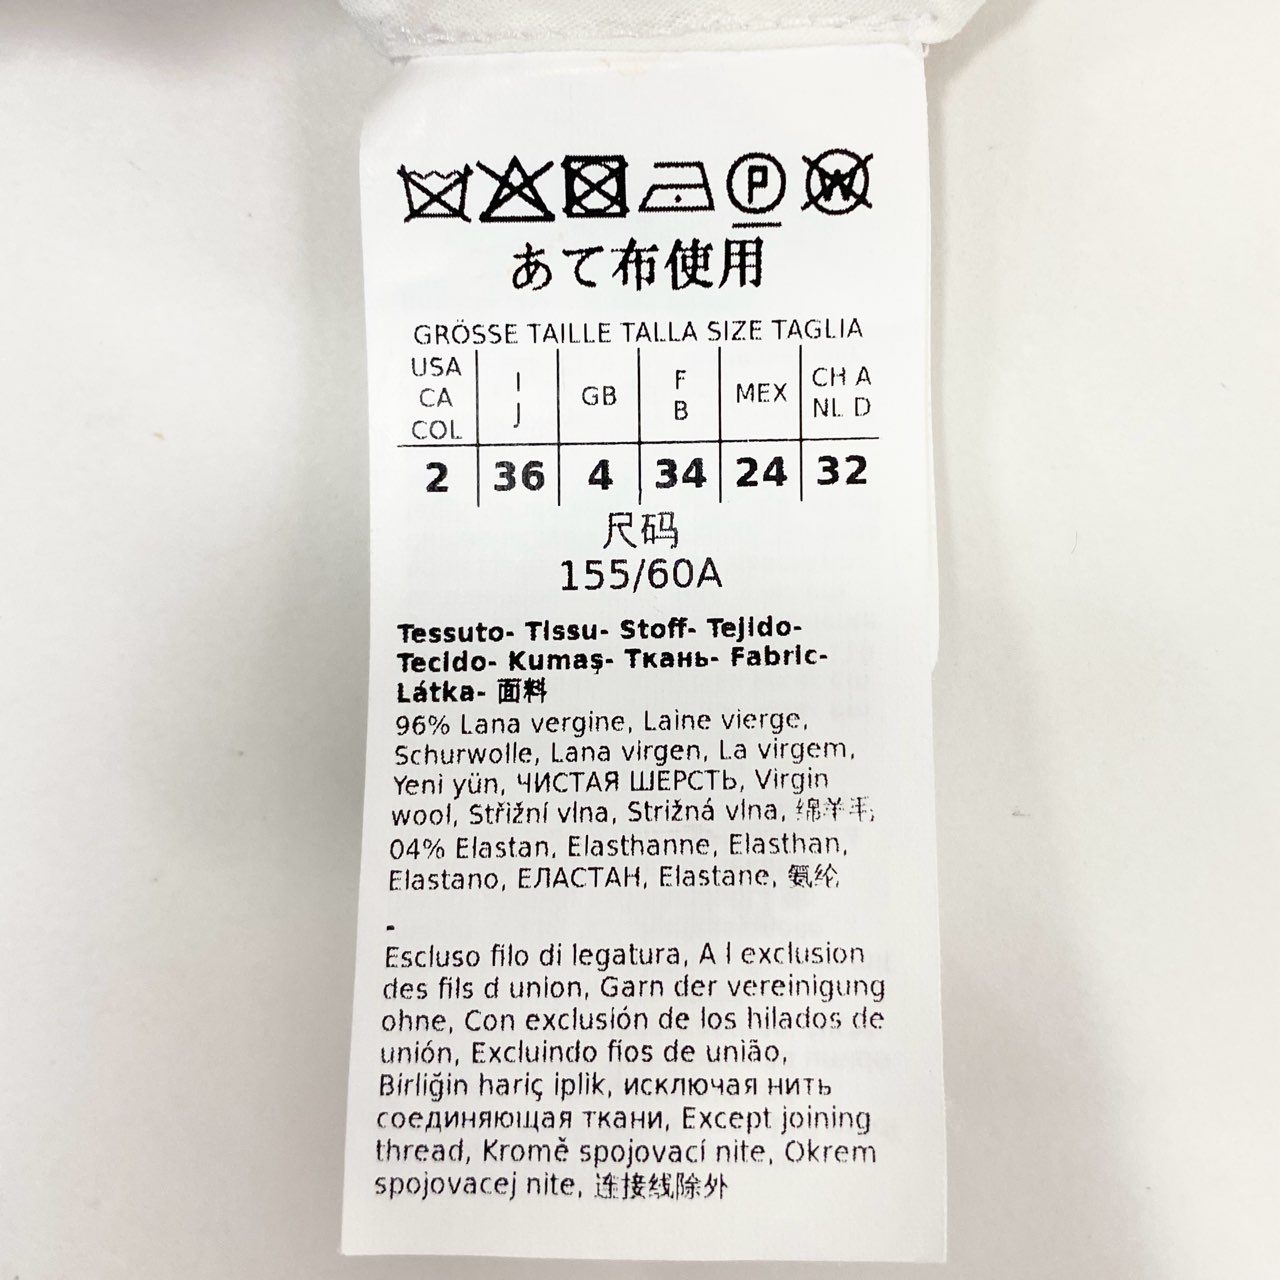 P W
あて布使用
GRÖSSE TAILLE TALLA SIZE TAGLIA
USA CA COL I J GB F B MEX CH A NL D
2 36 4 34 24 32
尺码
155/60A
Tessuto- Tissu- Stoff- Tejido-
Tecido- Kumaş- Ткань- Fabric-
Látka- 面料
96% Lana vergine, Laine vierge,
Schurwolle, Lana virgen, La virgem,
Yeni yün, ЧИСТАЯ ШЕРСТЬ, Virgin
wool, Střižní vlna, Strižná vlna, 绵羊毛,
04% Elastan, Elasthanne, Elasthan,
Elastano, ЕЛАСТАН, Elastane, 氨纶,
-
Escluso filo di legatura, A l exclusion
des fils d union, Garn der vereinigung
ohne, Con exclusión de los hilados de
unión, Excluindo fios de união,
Birliğin hariç iplik, исключая нить
соединяющая ткани, Except joining
thread, Kromě spojovací nite, Okrem
spojovacej nite, 连接线除外